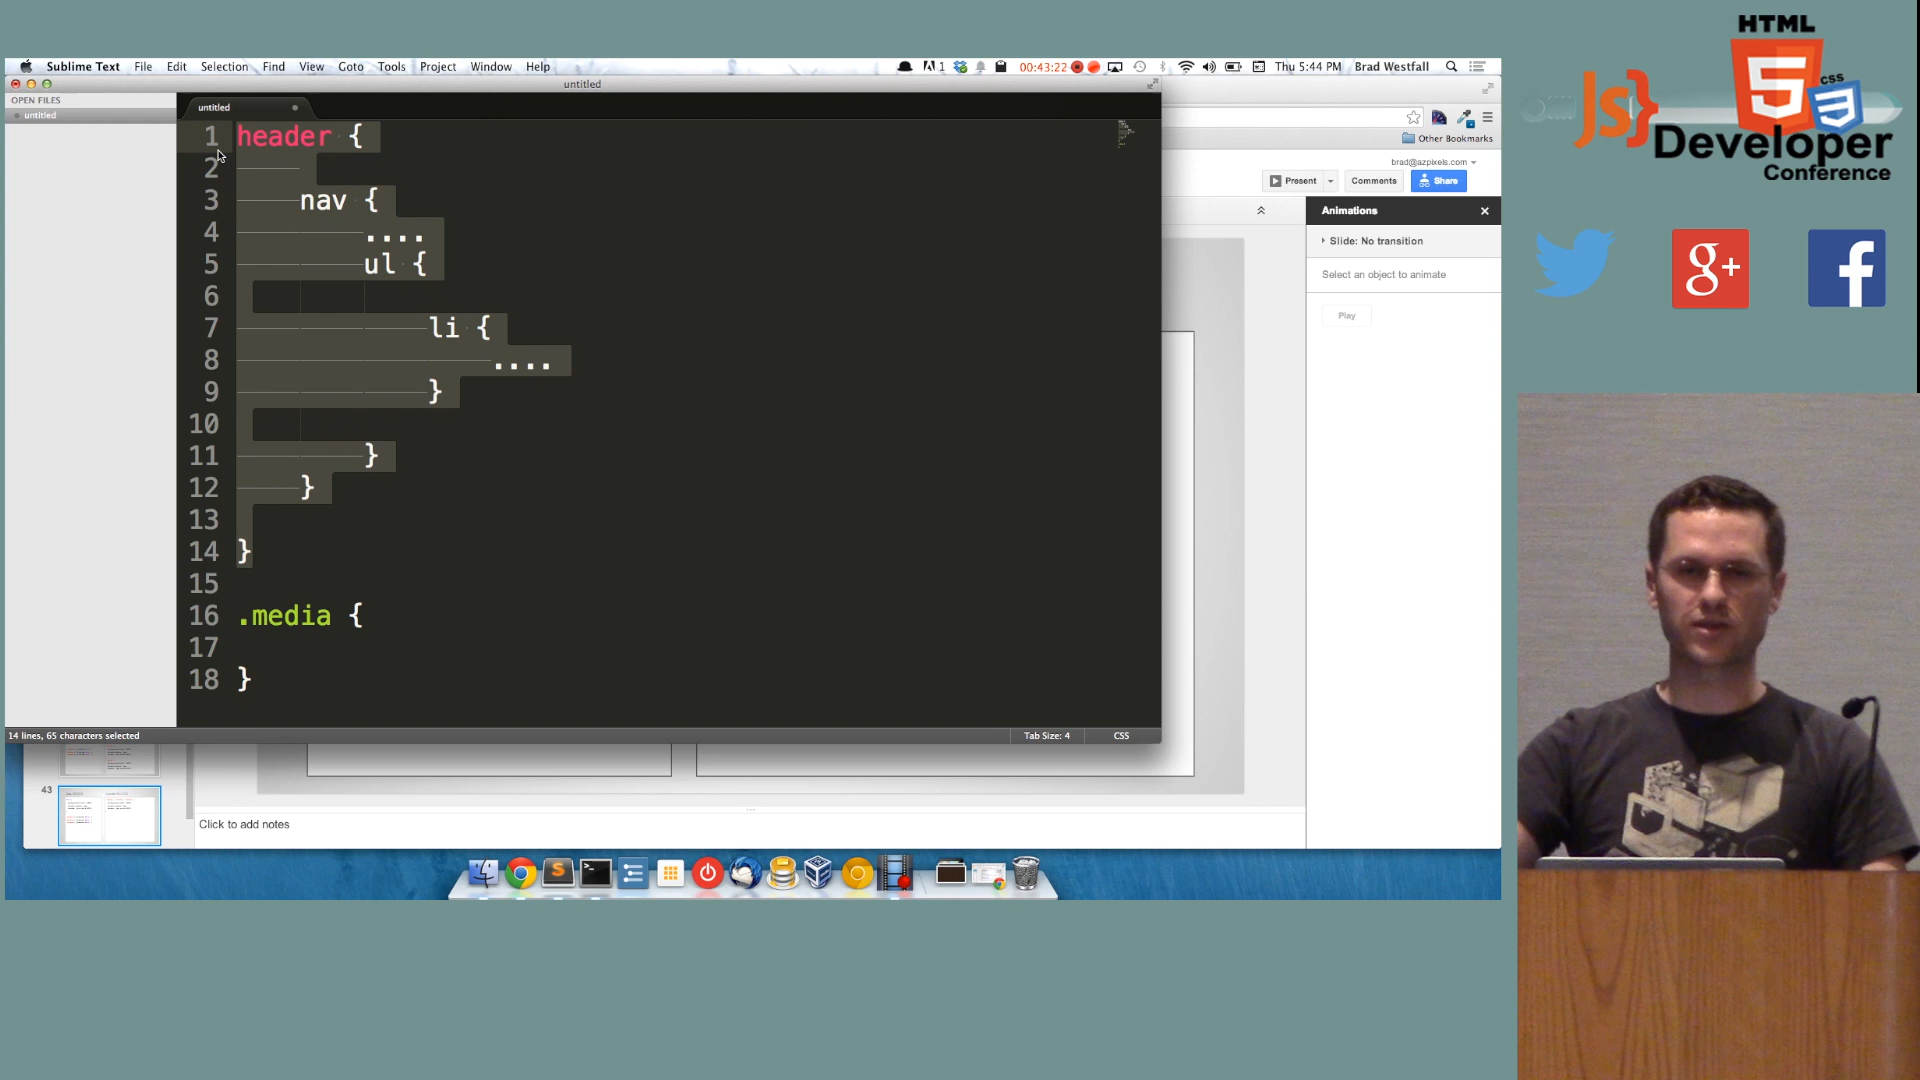 Sublime Text File Edit Selection Find View Goto Tools Project Window Help
1 00:43:22 Thu 5:44 PM Brad Westfall
untitled
OPEN FILES
untitled
untitled
1 header {
2
3 nav {
4 ....
5 ul {
6
7 li {
8 ....
9 }
10
11 }
12 }
13
14 }
15
16 .media {
17
18 }
14 lines, 65 characters selected
Tab Size: 4
CSS
Other Bookmarks
brad@azpixels.com
Present
Comments
Share
Animations
Slide: No transition
Select an object to animate
Play
43
Click to add notes
HTML
5
CSS
3
JS}
Developer
Conference
g+
f